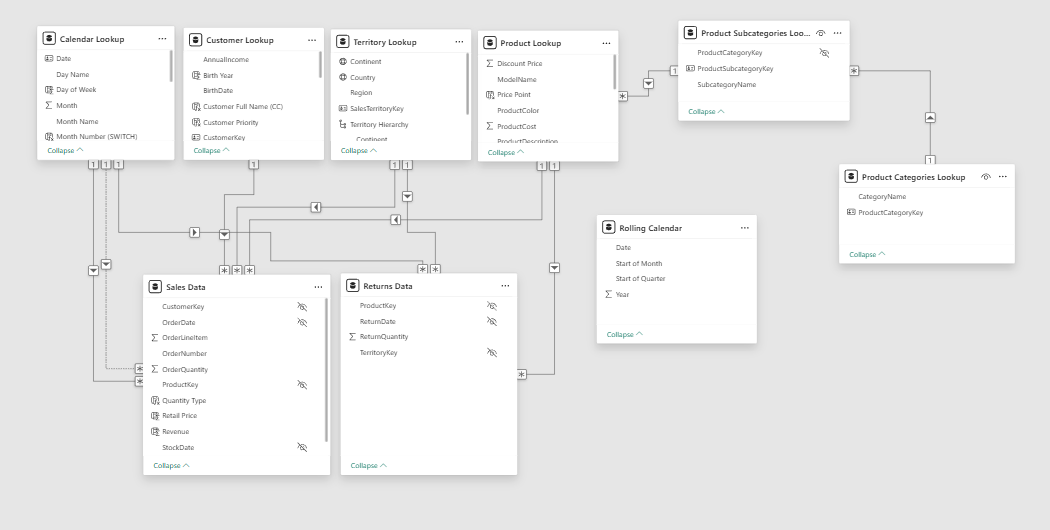 Calendar Lookup
Date
Day Name
Day of Week
Month
Month Name
Month Number (SWITCH)
Collapse
Customer Lookup
AnnualIncome
Birth Year
BirthDate
Customer Full Name (CC)
Customer Priority
CustomerKey
Collapse
Territory Lookup
Continent
Country
Region
SalesTerritoryKey
Territory Hierarchy
Continent
Collapse
Product Lookup
Discount Price
ModelName
Price Point
ProductColor
ProductCost
ProductDescription
Collapse
Product Subcategories Loo...
ProductCategoryKey
ProductSubcategoryKey
SubcategoryName
Collapse
Product Categories Lookup
CategoryName
ProductCategoryKey
Collapse
1
1
1
1
1
1
1
1
1
1
Rolling Calendar
Date
Start of Month
Start of Quarter
Year
Collapse
Sales Data
CustomerKey
OrderDate
OrderLineItem
OrderNumber
OrderQuantity
ProductKey
Quantity Type
Retail Price
Revenue
StockDate
Collapse
Returns Data
ProductKey
ReturnDate
ReturnQuantity
TerritoryKey
Collapse